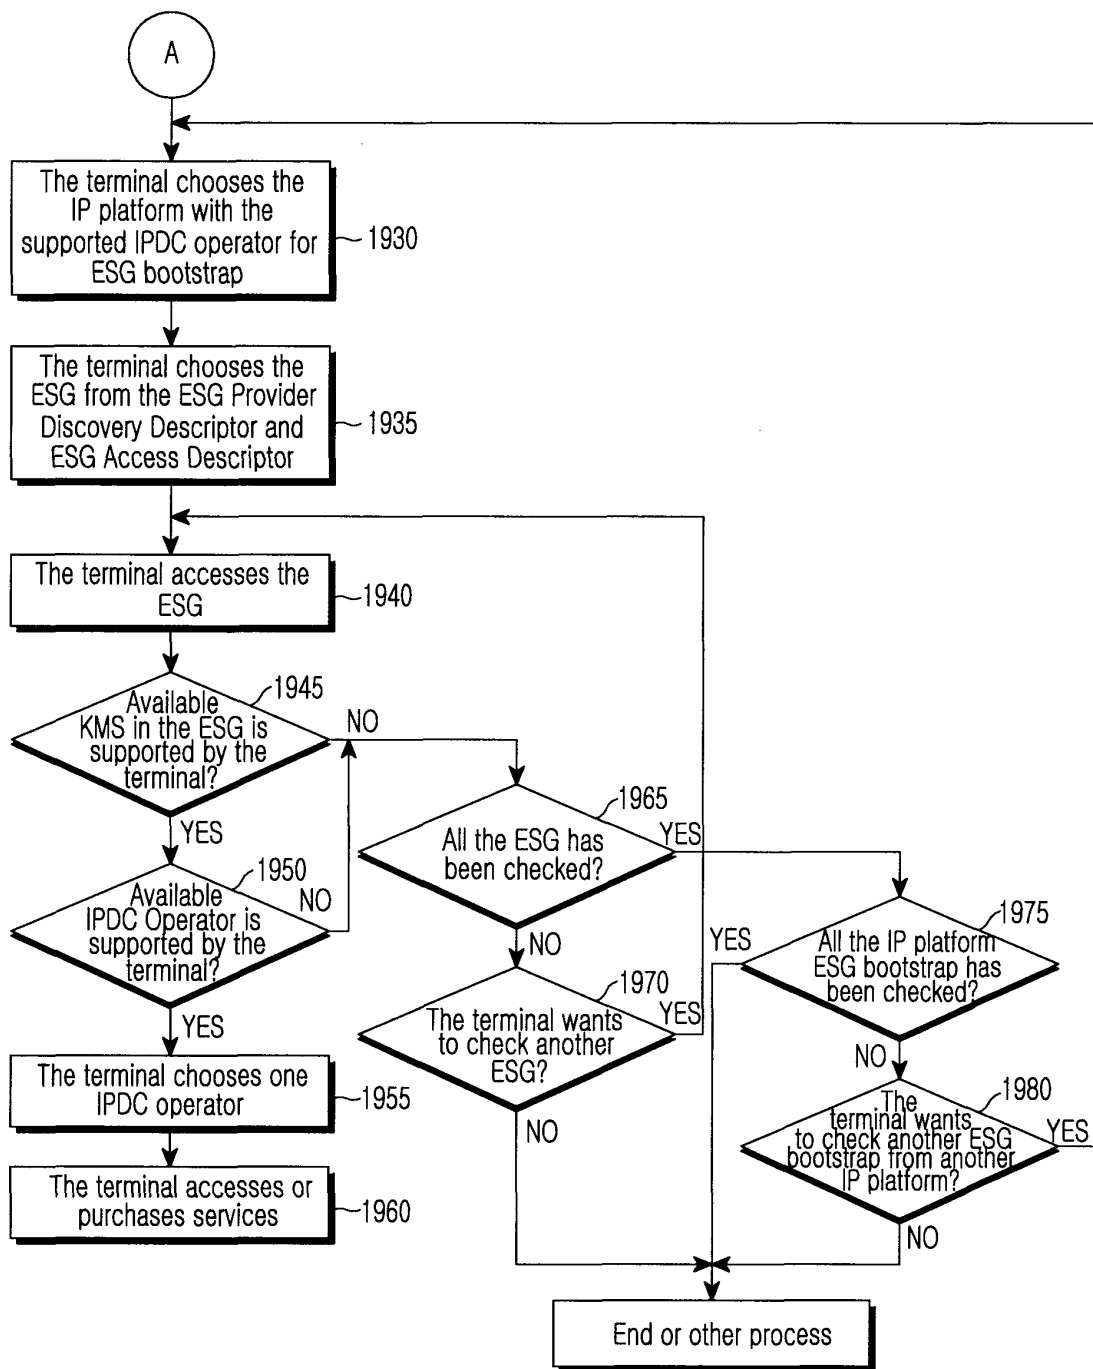 A
The terminal chooses the
IP platform with the
supported IPDC operator for
ESG bootstrap
1930
The terminal chooses the
ESG from the ESG Provider
Discovery Descriptor and
ESG Access Descriptor
1935
The terminal accesses the
ESG
1940
Available
KMS in the ESG is
supported by the
terminal?
1945
NO
YES
Available
IPDC Operator is
supported by the
terminal?
1950
NO
YES
The terminal chooses one
IPDC operator
1955
The terminal accesses or
purchases services
1960
All the ESG has
been checked?
1965
YES
NO
The terminal wants
to check another
ESG?
1970
YES
NO
All the IP platform
ESG bootstrap has
been checked?
1975
YES
NO
The
terminal wants
to check another ESG
bootstrap from another
IP platform?
1980
YES
NO
End or other process